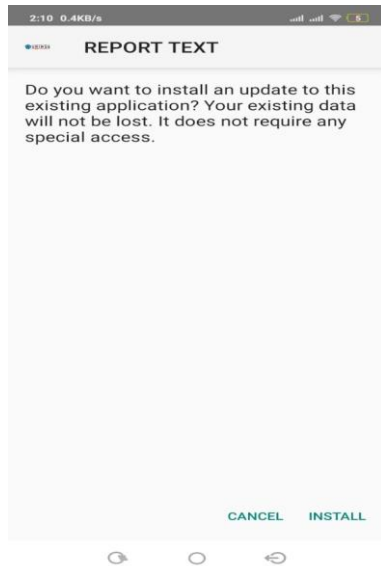 2:10 0.4KB/s 5
REPORT TEXT
Do you want to install an update to this
existing application? Your existing data
will not be lost. It does not require any
special access.
CANCEL INSTALL